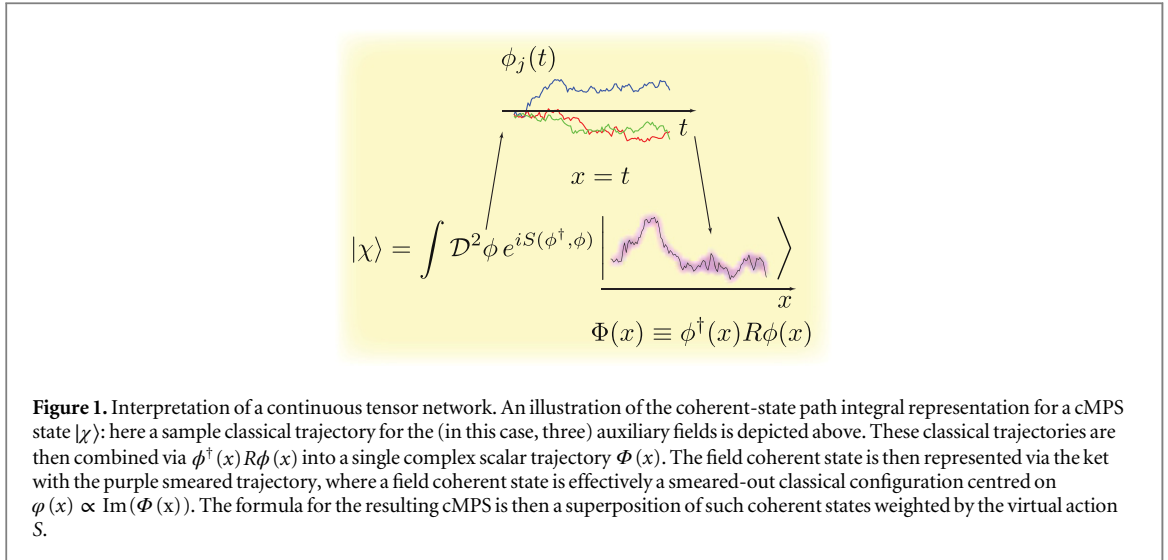 ϕ_j(t)
t
x = t
|χ⟩ = ∫ 𝒟²ϕ e^{iS(ϕ†,ϕ)} | ⟩
x
Φ(x) ≡ ϕ†(x)Rϕ(x)
Figure 1. Interpretation of a continuous tensor network. An illustration of the coherent-state path integral representation for a cMPS
state |χ⟩: here a sample classical trajectory for the (in this case, three) auxiliary fields is depicted above. These classical trajectories are
then combined via ϕ†(x)Rϕ(x) into a single complex scalar trajectory Φ(x). The field coherent state is then represented via the ket
with the purple smeared trajectory, where a field coherent state is effectively a smeared-out classical configuration centred on
φ(x) ∝ Im(Φ(x)). The formula for the resulting cMPS is then a superposition of such coherent states weighted by the virtual action
S.